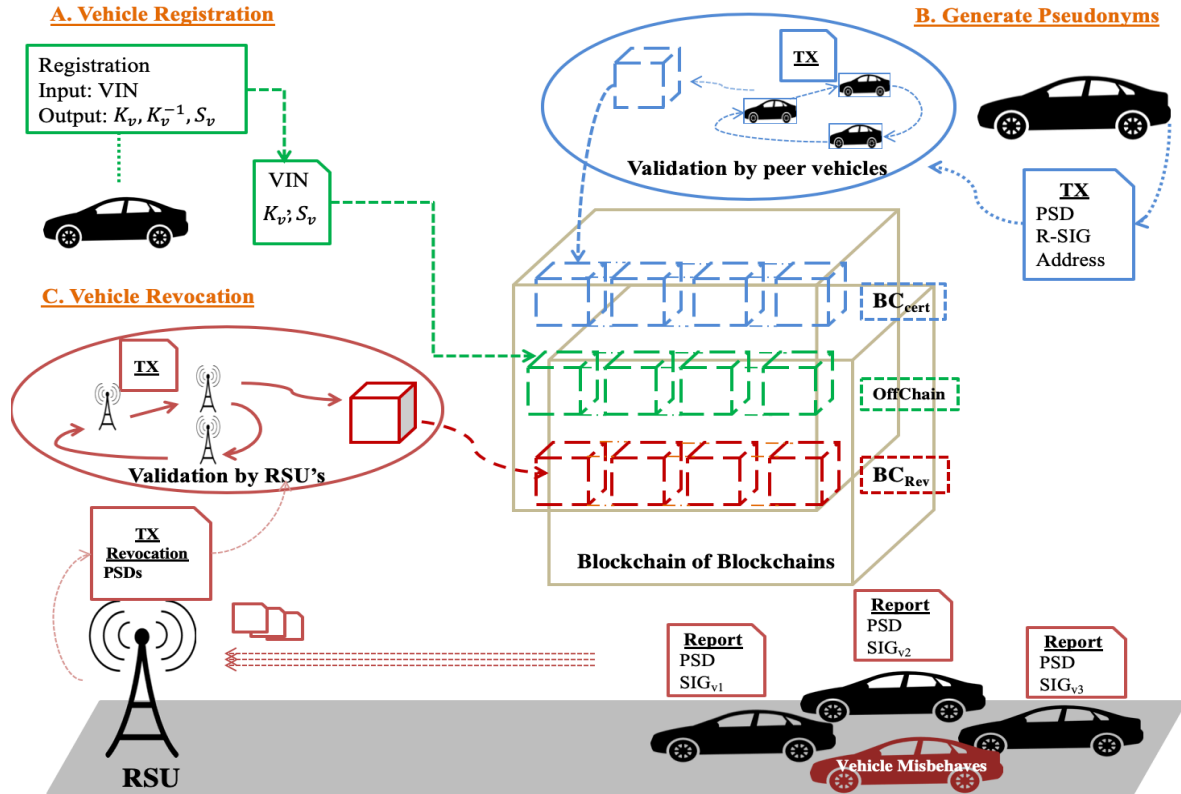 A. Vehicle Registration
Registration
Input: VIN
Output: K_v, K_v^{-1}, S_v
VIN
K_v, S_v
B. Generate Pseudonyms
TX
Validation by peer vehicles
TX
PSD
R-SIG
Address
C. Vehicle Revocation
TX
Validation by RSU's
TX
Revocation
PSDs
RSU
BC_cert
OffChain
BC_Rev
Blockchain of Blockchains
Report
PSD
SIG_v1
Report
PSD
SIG_v2
Report
PSD
SIG_v3
Vehicle Misbehaves